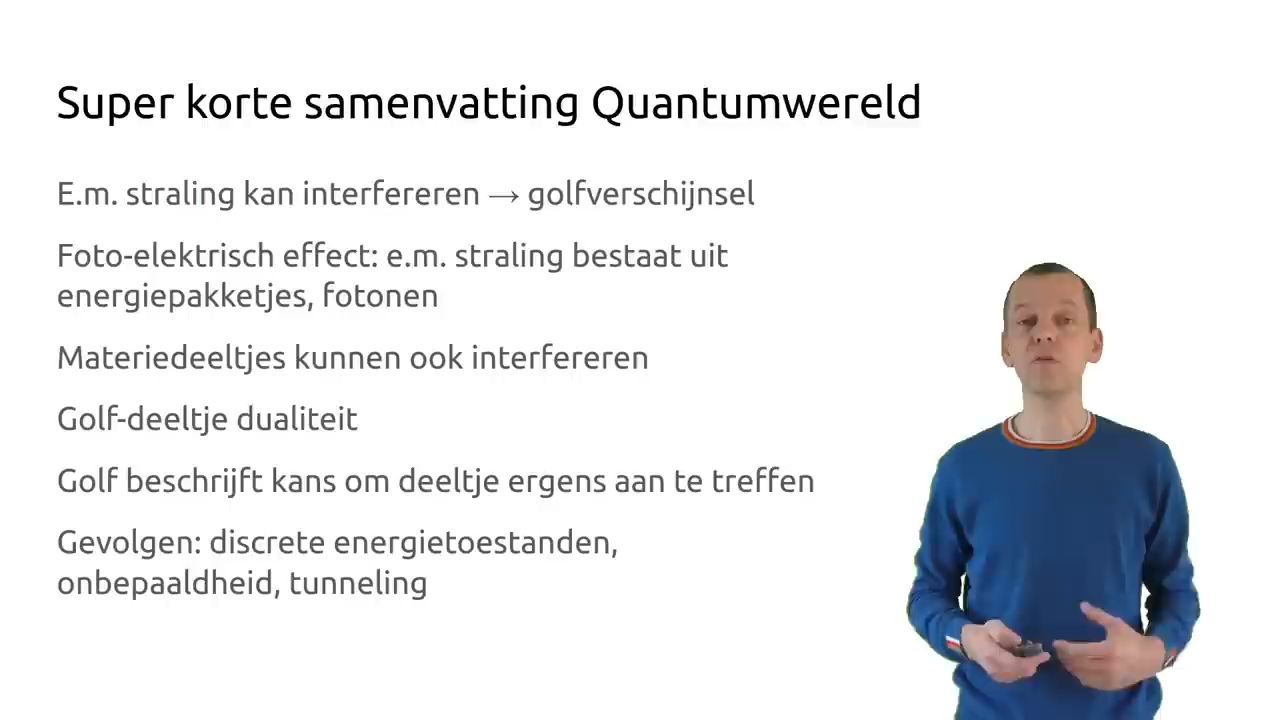 Super korte samenvatting Quantumwereld
E.m. straling kan interfereren → golfverschijnsel
Foto-elektrisch effect: e.m. straling bestaat uit
energiepakketjes, fotonen
Materiedeeltjes kunnen ook interfereren
Golf-deeltje dualiteit
Golf beschrijft kans om deeltje ergens aan te treffen
Gevolgen: discrete energietoestanden,
onbepaaldheid, tunneling